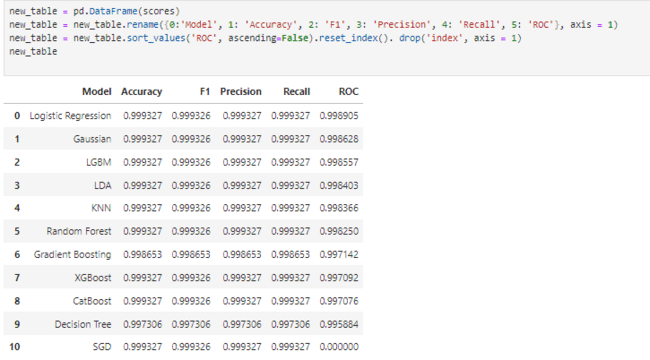 new_table = pd.DataFrame(scores)
new_table = new_table.rename({0:'Model', 1: 'Accuracy', 2: 'F1', 3: 'Precision', 4: 'Recall', 5: 'ROC'}, axis = 1)
new_table = new_table.sort_values('ROC', ascending=False).reset_index(). drop('index', axis = 1)
new_table
Model Accuracy F1 Precision Recall ROC
0 Logistic Regression 0.999327 0.999326 0.999327 0.999327 0.998905
1 Gaussian 0.999327 0.999326 0.999327 0.999327 0.998628
2 LGBM 0.999327 0.999326 0.999327 0.999327 0.998557
3 LDA 0.999327 0.999326 0.999327 0.999327 0.998403
4 KNN 0.999327 0.999326 0.999327 0.999327 0.998366
5 Random Forest 0.999327 0.999326 0.999327 0.999327 0.998250
6 Gradient Boosting 0.998653 0.998653 0.998653 0.998653 0.997142
7 XGBoost 0.999327 0.999326 0.999327 0.999327 0.997092
8 CatBoost 0.999327 0.999326 0.999327 0.999327 0.997076
9 Decision Tree 0.997306 0.997306 0.997306 0.997306 0.995884
10 SGD 0.999327 0.999326 0.999327 0.999327 0.000000